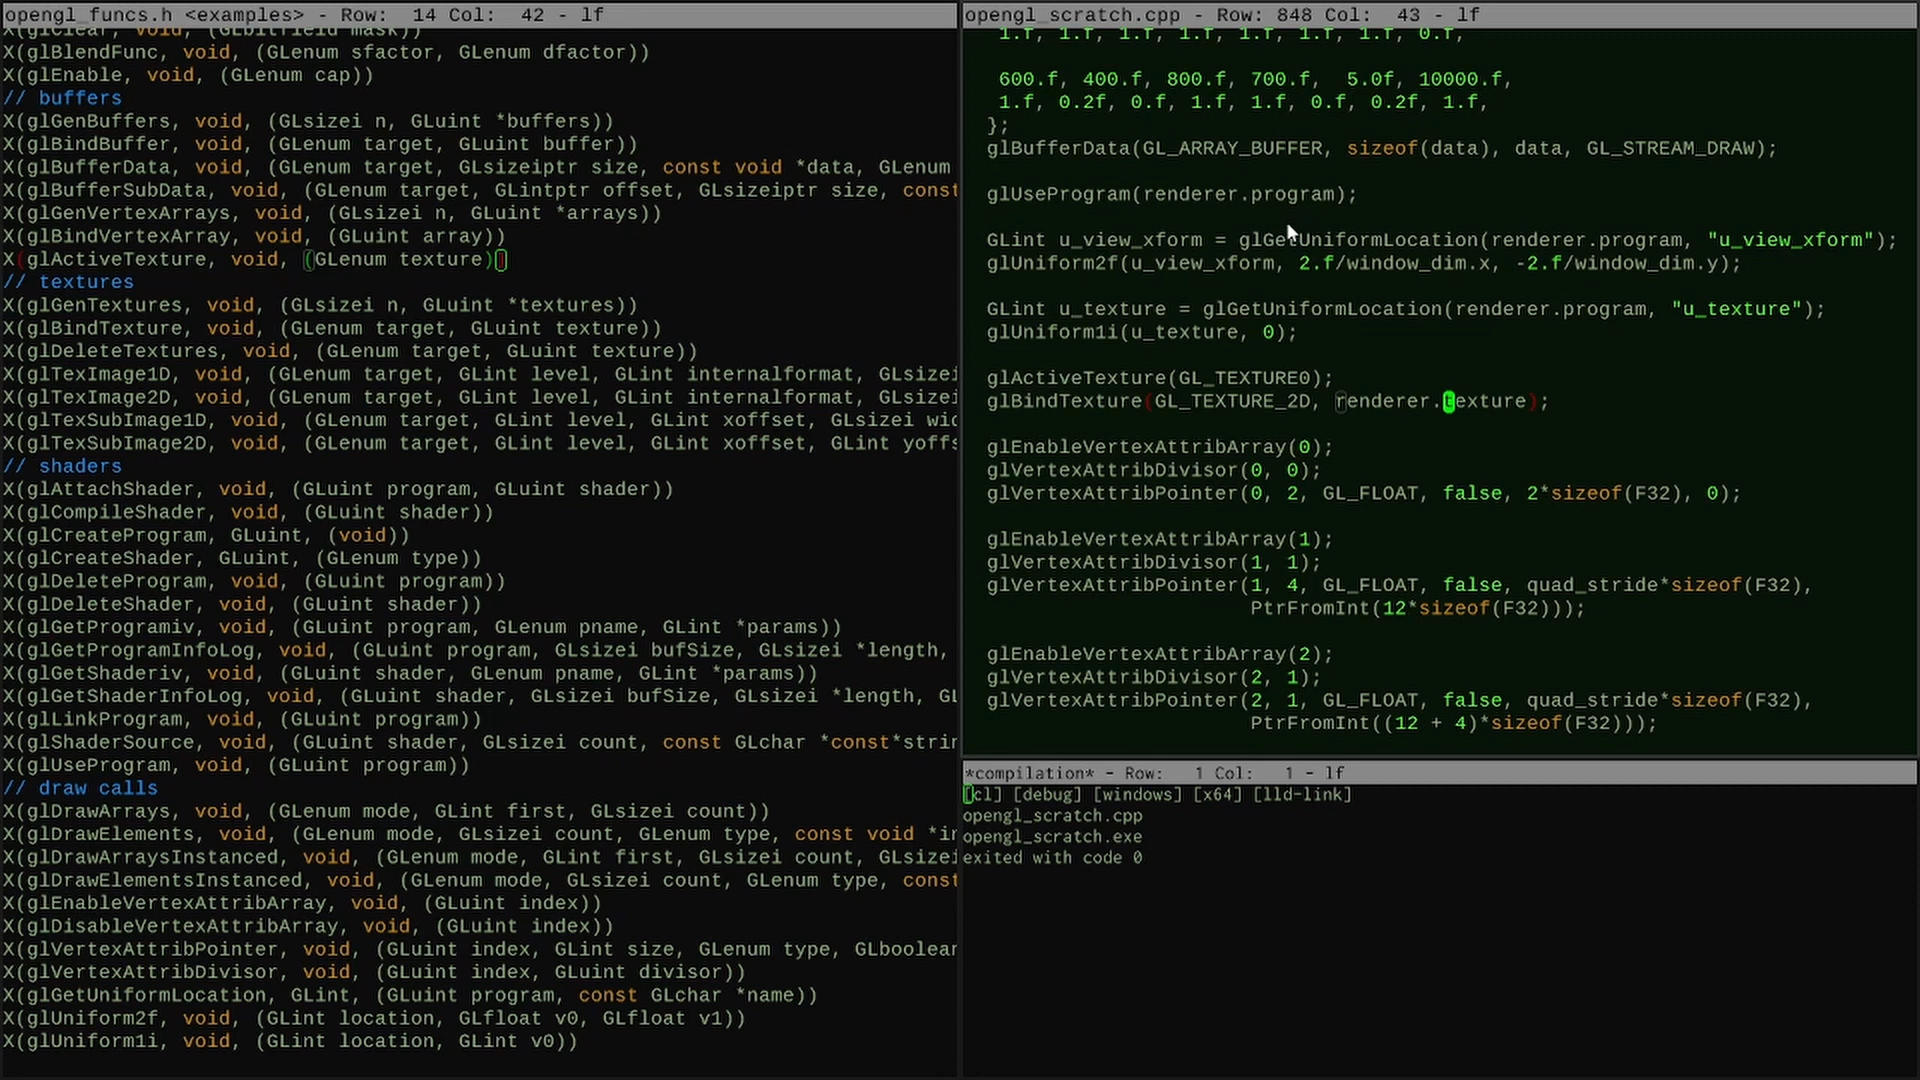 opengl_funcs.h <examples> - Row:  14 Col:  42 - lf
X(glClear, void, (GLbitfield mask))
X(glBlendFunc, void, (GLenum sfactor, GLenum dfactor))
X(glEnable, void, (GLenum cap))
// buffers
X(glGenBuffers, void, (GLsizei n, GLuint *buffers))
X(glBindBuffer, void, (GLenum target, GLuint buffer))
X(glBufferData, void, (GLenum target, GLsizeiptr size, const void *data, GLenum
X(glBufferSubData, void, (GLenum target, GLintptr offset, GLsizeiptr size, const
X(glGenVertexArrays, void, (GLsizei n, GLuint *arrays))
X(glBindVertexArray, void, (GLuint array))
X(glActiveTexture, void, (GLenum texture))
// textures
X(glGenTextures, void, (GLsizei n, GLuint *textures))
X(glBindTexture, void, (GLenum target, GLuint texture))
X(glDeleteTextures, void, (GLenum target, GLuint texture))
X(glTexImage1D, void, (GLenum target, GLint level, GLint internalformat, GLsizei
X(glTexImage2D, void, (GLenum target, GLint level, GLint internalformat, GLsizei
X(glTexSubImage1D, void, (GLenum target, GLint level, GLint xoffset, GLsizei wid
X(glTexSubImage2D, void, (GLenum target, GLint level, GLint xoffset, GLint yoffs
// shaders
X(glAttachShader, void, (GLuint program, GLuint shader))
X(glCompileShader, void, (GLuint shader))
X(glCreateProgram, GLuint, (void))
X(glCreateShader, GLuint, (GLenum type))
X(glDeleteProgram, void, (GLuint program))
X(glDeleteShader, void, (GLuint shader))
X(glGetProgramiv, void, (GLuint program, GLenum pname, GLint *params))
X(glGetProgramInfoLog, void, (GLuint program, GLsizei bufSize, GLsizei *length,
X(glGetShaderiv, void, (GLuint shader, GLenum pname, GLint *params))
X(glGetShaderInfoLog, void, (GLuint shader, GLsizei bufSize, GLsizei *length, GL
X(glLinkProgram, void, (GLuint program))
X(glShaderSource, void, (GLuint shader, GLsizei count, const GLchar *const*strin
X(glUseProgram, void, (GLuint program))
// draw calls
X(glDrawArrays, void, (GLenum mode, GLint first, GLsizei count))
X(glDrawElements, void, (GLenum mode, GLsizei count, GLenum type, const void *in
X(glDrawArraysInstanced, void, (GLenum mode, GLint first, GLsizei count, GLsizei
X(glDrawElementsInstanced, void, (GLenum mode, GLsizei count, GLenum type, const
X(glEnableVertexAttribArray, void, (GLuint index))
X(glDisableVertexAttribArray, void, (GLuint index))
X(glVertexAttribPointer, void, (GLuint index, GLint size, GLenum type, GLboolean
X(glVertexAttribDivisor, void, (GLuint index, GLuint divisor))
X(glGetUniformLocation, GLint, (GLuint program, const GLchar *name))
X(glUniform2f, void, (GLint location, GLfloat v0, GLfloat v1))
X(glUniform1i, void, (GLint location, GLint v0))
opengl_scratch.cpp - Row: 848 Col:  43 - lf
1.f, 1.f, 1.f, 1.f, 1.f, 1.f, 1.f, 0.f,
600.f, 400.f, 800.f, 700.f,  5.0f, 10000.f,
1.f, 0.2f, 0.f, 1.f, 1.f, 0.f, 0.2f, 1.f,
};
glBufferData(GL_ARRAY_BUFFER, sizeof(data), data, GL_STREAM_DRAW);
glUseProgram(renderer.program);
GLint u_view_xform = glGetUniformLocation(renderer.program, "u_view_xform");
glUniform2f(u_view_xform, 2.f/window_dim.x, -2.f/window_dim.y);
GLint u_texture = glGetUniformLocation(renderer.program, "u_texture");
glUniform1i(u_texture, 0);
glActiveTexture(GL_TEXTURE0);
glBindTexture(GL_TEXTURE_2D, renderer.texture);
glEnableVertexAttribArray(0);
glVertexAttribDivisor(0, 0);
glVertexAttribPointer(0, 2, GL_FLOAT, false, 2*sizeof(F32), 0);
glEnableVertexAttribArray(1);
glVertexAttribDivisor(1, 1);
glVertexAttribPointer(1, 4, GL_FLOAT, false, quad_stride*sizeof(F32),
PtrFromInt(12*sizeof(F32)));
glEnableVertexAttribArray(2);
glVertexAttribDivisor(2, 1);
glVertexAttribPointer(2, 1, GL_FLOAT, false, quad_stride*sizeof(F32),
PtrFromInt((12 + 4)*sizeof(F32)));
*compilation* - Row:   1 Col:   1 - lf
[cl] [debug] [windows] [x64] [lld-link]
opengl_scratch.cpp
opengl_scratch.exe
exited with code 0